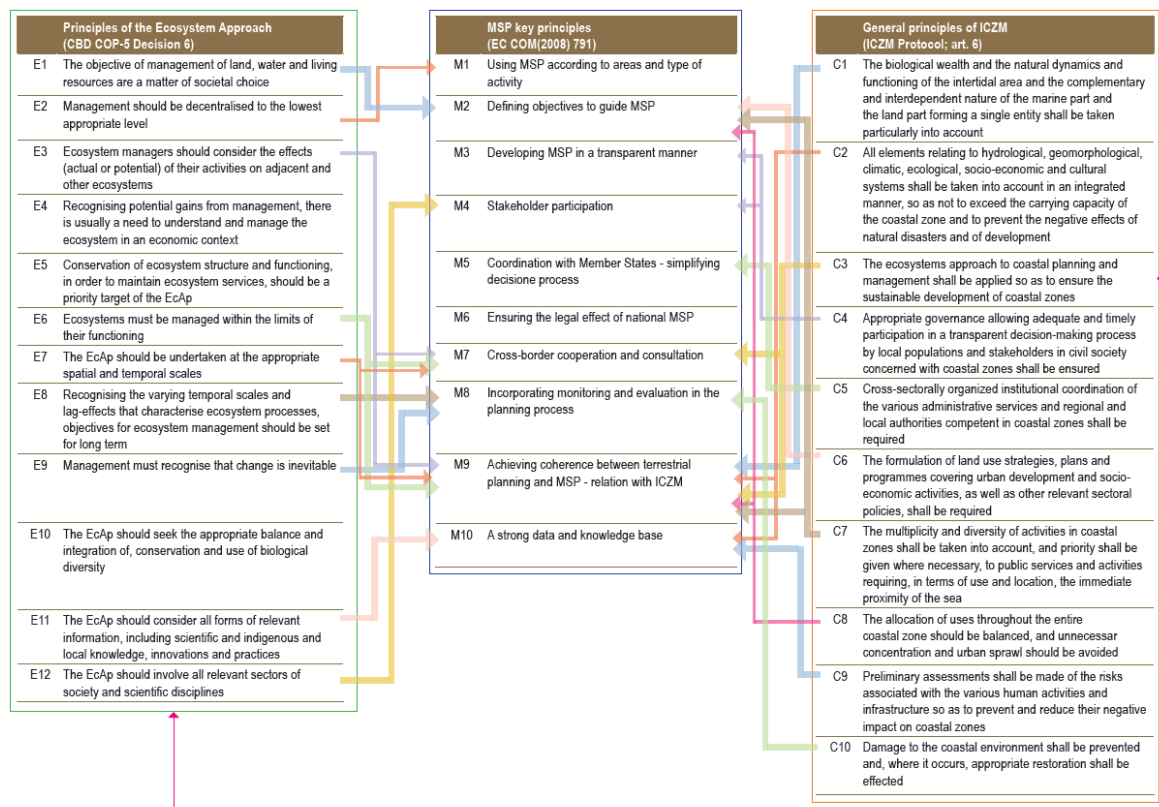 Principles of the Ecosystem Approach
(CBD COP-5 Decision 6)
E1 The objective of management of land, water and living
resources are a matter of societal choice
E2 Management should be decentralised to the lowest
appropriate level
E3 Ecosystem managers should consider the effects
(actual or potential) of their activities on adjacent and
other ecosystems
E4 Recognising potential gains from management, there
is usually a need to understand and manage the
ecosystem in an economic context
E5 Conservation of ecosystem structure and functioning,
in order to maintain ecosystem services, should be a
priority target of the EcAp
E6 Ecosystems must be managed within the limits of
their functioning
E7 The EcAp should be undertaken at the appropriate
spatial and temporal scales
E8 Recognising the varying temporal scales and
lag-effects that characterise ecosystem processes,
objectives for ecosystem management should be set
for long term
E9 Management must recognise that change is inevitable
E10 The EcAp should seek the appropriate balance and
integration of, conservation and use of biological
diversity
E11 The EcAp should consider all forms of relevant
information, including scientific and indigenous and
local knowledge, innovations and practices
E12 The EcAp should involve all relevant sectors of
society and scientific disciplines
MSP key principles
(EC COM(2008) 791)
M1 Using MSP according to areas and type of
activity
M2 Defining objectives to guide MSP
M3 Developing MSP in a transparent manner
M4 Stakeholder participation
M5 Coordination with Member States - simplifying
decisione process
M6 Ensuring the legal effect of national MSP
M7 Cross-border cooperation and consultation
M8 Incorporating monitoring and evaluation in the
planning process
M9 Achieving coherence between terrestrial
planning and MSP - relation with ICZM
M10 A strong data and knowledge base
General principles of ICZM
(ICZM Protocol; art. 6)
C1 The biological wealth and the natural dynamics and
functioning of the intertidal area and the complementary
and interdependent nature of the marine part and
the land part forming a single entity shall be taken
particularly into account
C2 All elements relating to hydrological, geomorphological,
climatic, ecological, socio-economic and cultural
systems shall be taken into account in an integrated
manner, so as not to exceed the carrying capacity of
the coastal zone and to prevent the negative effects of
natural disasters and of development
C3 The ecosystems approach to coastal planning and
management shall be applied so as to ensure the
sustainable development of coastal zones
C4 Appropriate governance allowing adequate and timely
participation in a transparent decision-making process
by local populations and stakeholders in civil society
concerned with coastal zones shall be ensured
C5 Cross-sectorally organized institutional coordination of
the various administrative services and regional and
local authorities competent in coastal zones shall be
required
C6 The formulation of land use strategies, plans and
programmes covering urban development and socio-
economic activities, as well as other relevant sectoral
policies, shall be required
C7 The multiplicity and diversity of activities in coastal
zones shall be taken into account, and priority shall be
given where necessary, to public services and activities
requiring, in terms of use and location, the immediate
proximity of the sea
C8 The allocation of uses throughout the entire
coastal zone should be balanced, and unnecessar
concentration and urban sprawl should be avoided
C9 Preliminary assessments shall be made of the risks
associated with the various human activities and
infrastructure so as to prevent and reduce their negative
impact on coastal zones
C10 Damage to the coastal environment shall be prevented
and, where it occurs, appropriate restoration shall be
effected